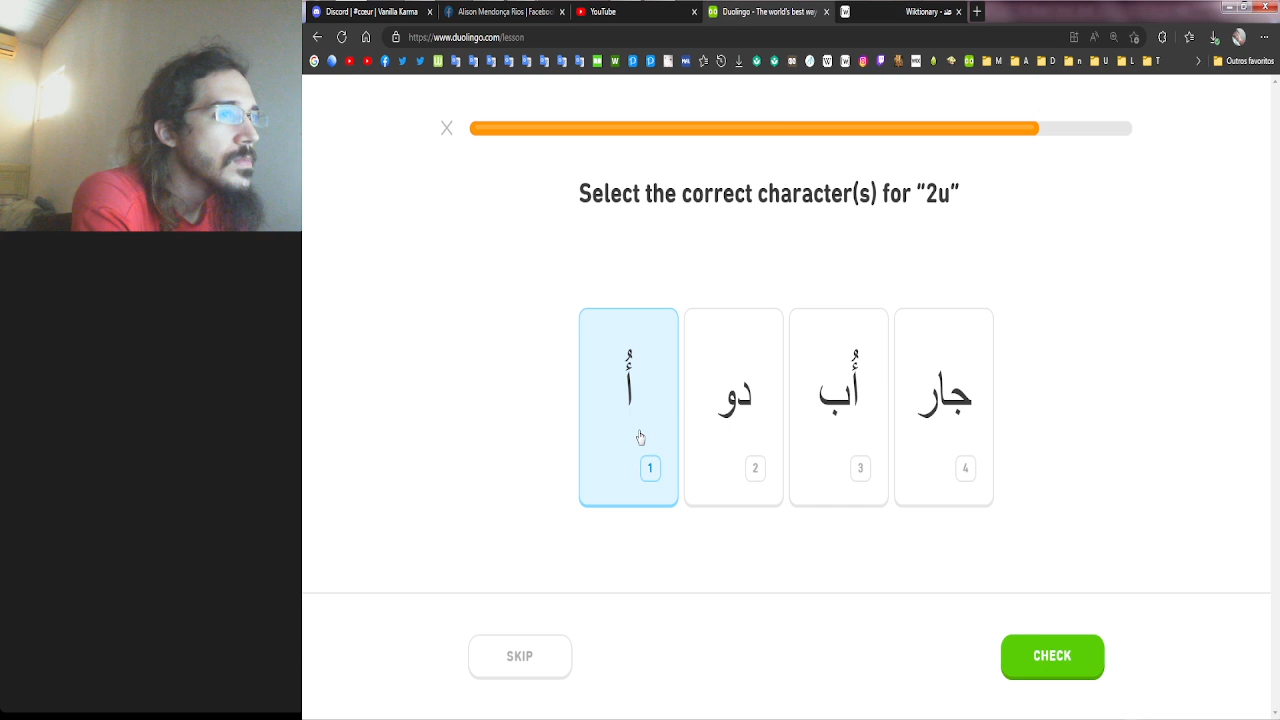 Discord | #cœur | Vanilla Karma
Alison Mendonça Rios | Faceboo
YouTube
Duolingo - The world's best way
Wiktionary
https://www.duolingo.com/lesson
M A D n U L T Outros favoritos
X
Select the correct character(s) for “2u”
أُ
1
دو
2
أُب
3
جار
4
SKIP
CHECK